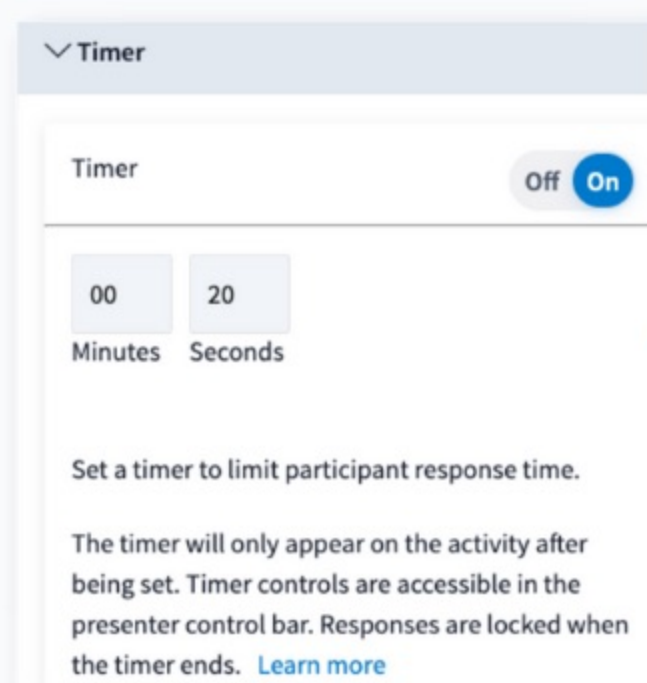 Timer
Timer
Off On
00 20
Minutes Seconds
Set a timer to limit participant response time.
The timer will only appear on the activity after
being set. Timer controls are accessible in the
presenter control bar. Responses are locked when
the timer ends. Learn more